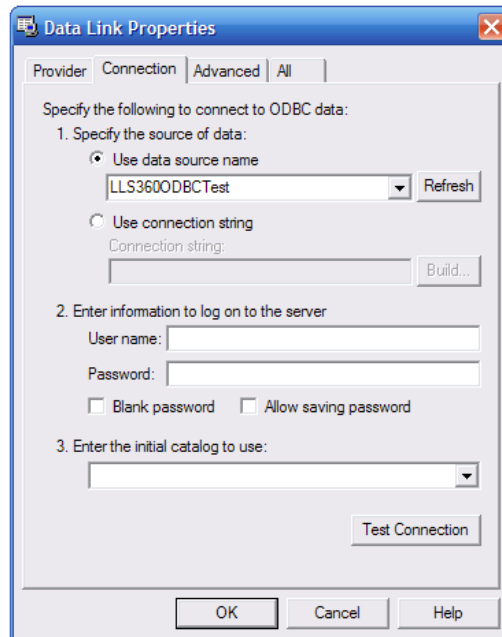 Data Link Properties
Provider Connection Advanced All
Specify the following to connect to ODBC data:
1. Specify the source of data:
Use data source name
LLS360ODBCTest Refresh
Use connection string
Connection string:
Build...
2. Enter information to log on to the server
User name:
Password:
Blank password Allow saving password
3. Enter the initial catalog to use:
Test Connection
OK Cancel Help